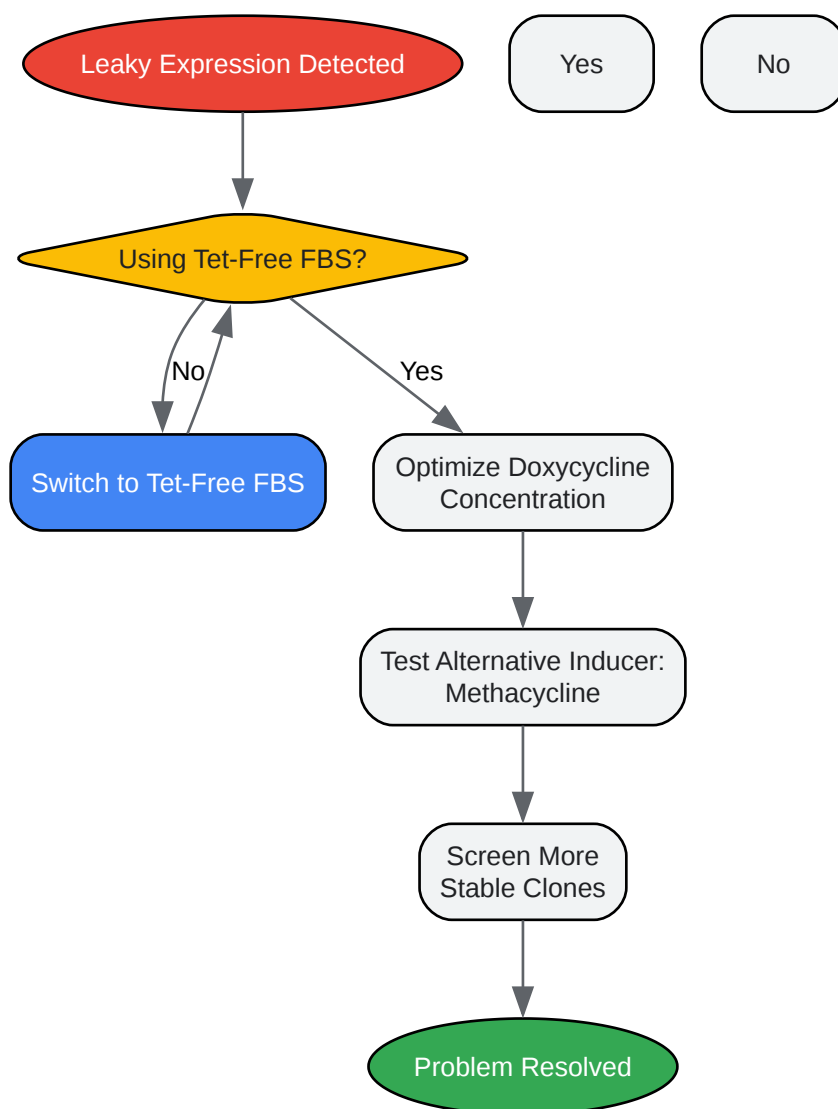 Leaky Expression Detected
Yes
No
Using Tet-Free FBS?
No
Yes
Switch to Tet-Free FBS
Optimize Doxycycline
Concentration
Test Alternative Inducer:
Methacycline
Screen More
Stable Clones
Problem Resolved